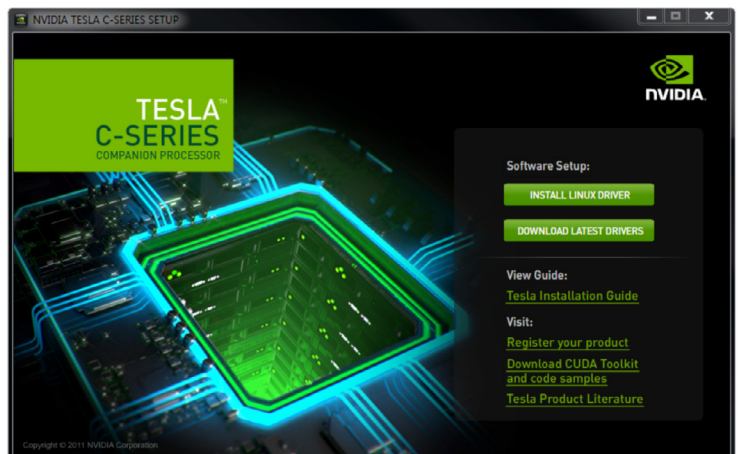 NVIDIA TESLA C-SERIES SETUP
TESLA™
C-SERIES
COMPANION PROCESSOR
NVIDIA.
Software Setup:
INSTALL LINUX DRIVER
DOWNLOAD LATEST DRIVERS
View Guide:
Tesla Installation Guide
Visit:
Register your product
Download CUDA Toolkit
and code samples
Tesla Product Literature
Copyright © 2011 NVIDIA Corporation